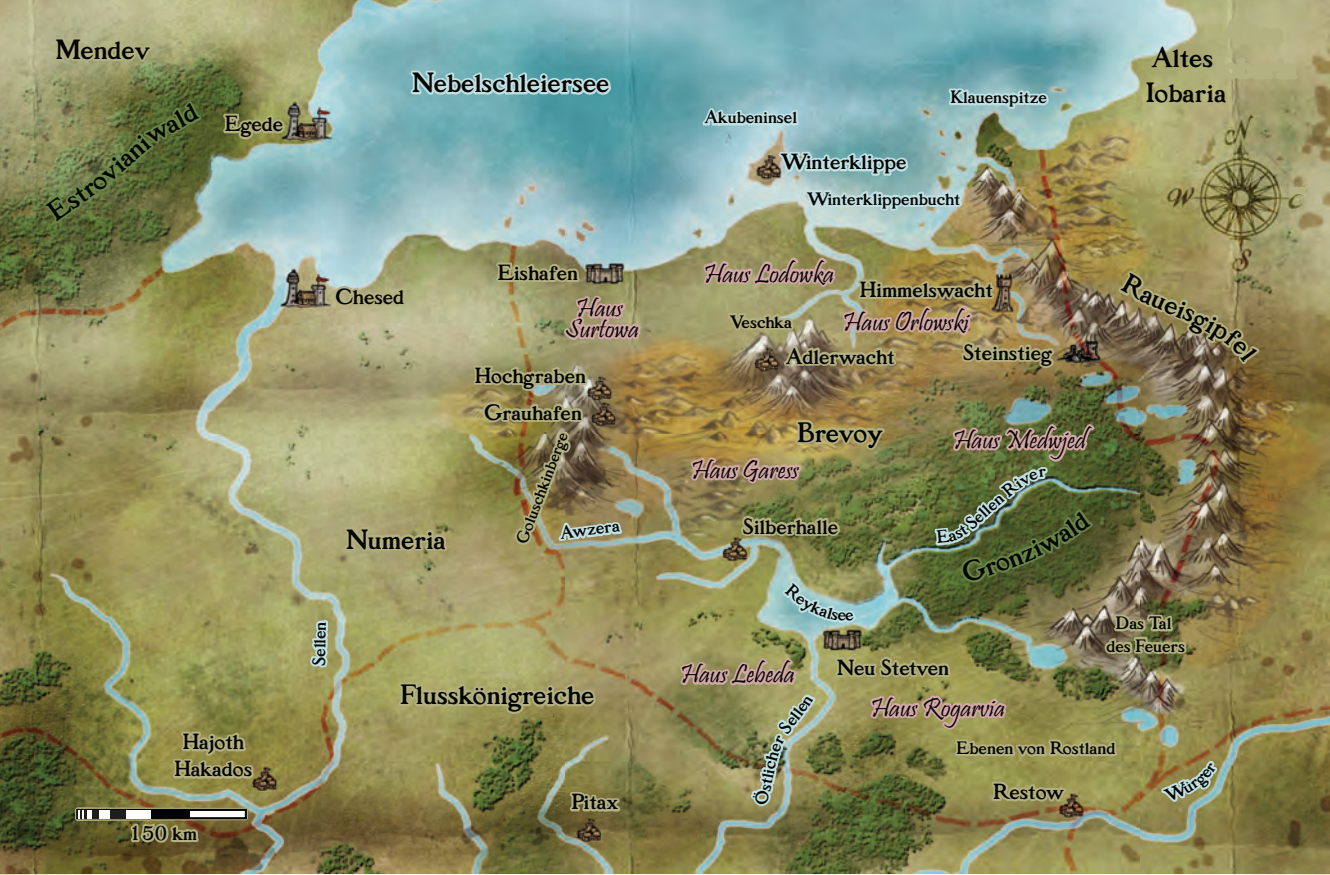 Mendev
Nebelschleiersee
Altes
Iobaria
Klauenspitze
Akubeninsel
Egede
Estrovianiwald
Winterklippe
Winterklippenbucht
N
W
C
S
Eishafen
Haus Lodowka
Chesed
Himmelswacht
Raueisgipfel
Haus
Surtowa
Veschka
Haus Orlowski
Adlerwacht
Steinstieg
Hochgraben
Grauhafen
Brevoy
Haus Medwjed
Goluschkinberge
Haus Garess
East Sellen River
Awzera
Silberhalle
Numeria
Gronziwald
Reykalsee
Das Tal
des Feuers
Sellen
Neu Stetven
Haus Lebeda
Flusskönigreiche
Haus Rogarvia
Östlicher Sellen
Ebenen von Rostland
Hajoth
Hakados
Würger
Restow
Pitax
150 km